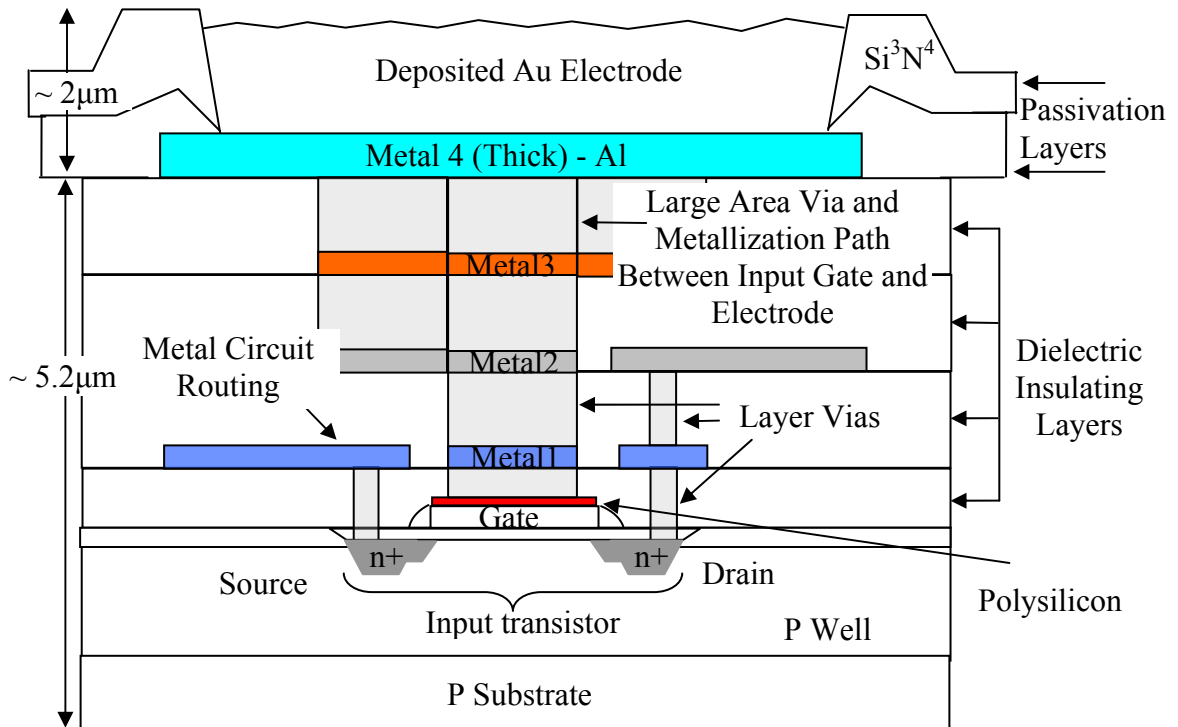 Si³N⁴
Deposited Au Electrode
~ 2μm
Passivation
Layers
Metal 4 (Thick) - Al
Large Area Via and
Metallization Path
Between Input Gate and
Electrode
Metal3
Metal Circuit
Routing
Metal2
~ 5.2μm
Dielectric
Insulating
Layers
Layer Vias
Metal1
Gate
n+
n+
Source
Drain
Polysilicon
Input transistor
P Well
P Substrate